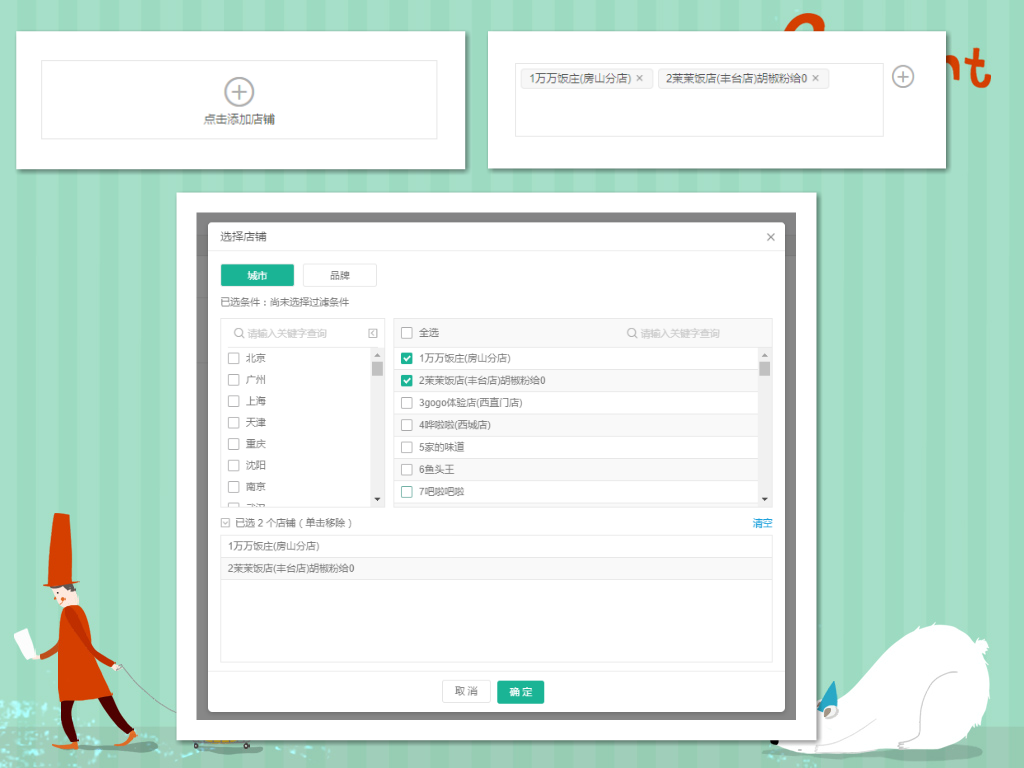 点击添加店铺
1万万饭庄(房山分店) ×
2茉茉饭店(丰台店)胡椒粉给0 ×
选择店铺
城市
品牌
已选条件：尚未选择过滤条件
请输入关键字查询
全选
请输入关键字查询
北京
广州
上海
天津
重庆
沈阳
南京
1万万饭庄(房山分店)
2茉茉饭店(丰台店)胡椒粉给0
3gogo体验店(西直门店)
4哗啦啦(西城店)
5家的味道
6鱼头王
7吧啦吧啦
已选 2 个店铺 ( 单击移除 )
清空
1万万饭庄(房山分店)
2茉茉饭店(丰台店)胡椒粉给0
取 消
确 定